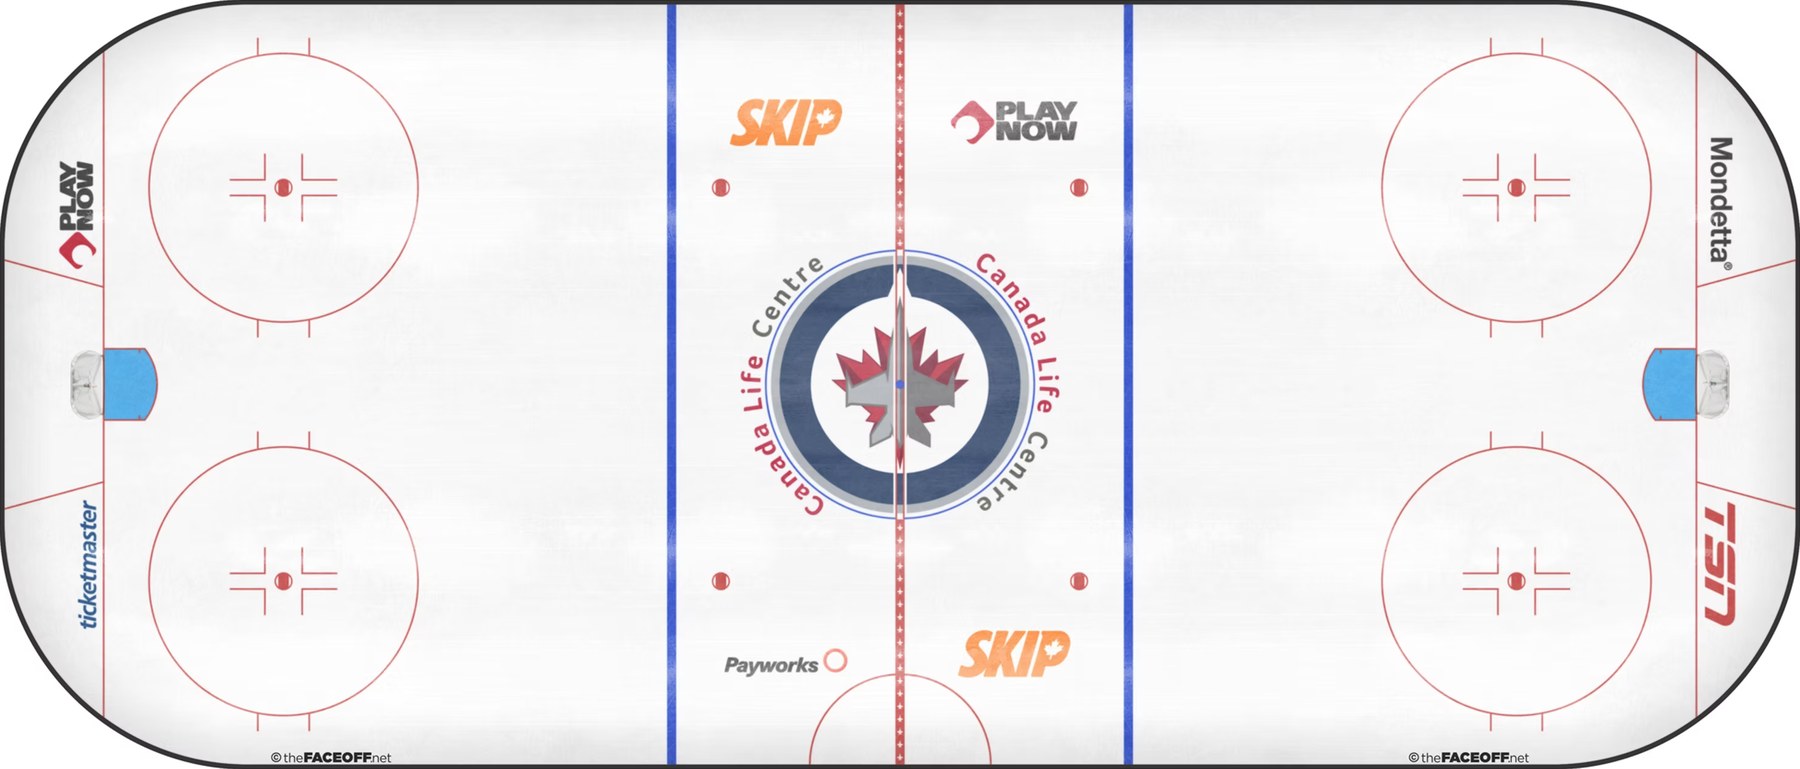 SKIP
PLAY
NOW
PLAY
NOW
Mondetta®
Canada Life Centre
Canada Life Centre
ticketmaster
TSN
Payworks
SKIP
©theFACEOFF.net
©theFACEOFF.net